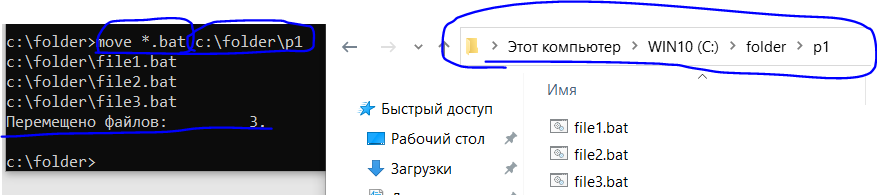 c:\folder>move *.bat c:\folder\p1
c:\folder\file1.bat
c:\folder\file2.bat
c:\folder\file3.bat
Перемещено файлов: 3.
c:\folder>
Этот компьютер > WIN10 (C:) > folder > p1
Быстрый доступ
Рабочий стол
Загрузки
Имя
file1.bat
file2.bat
file3.bat